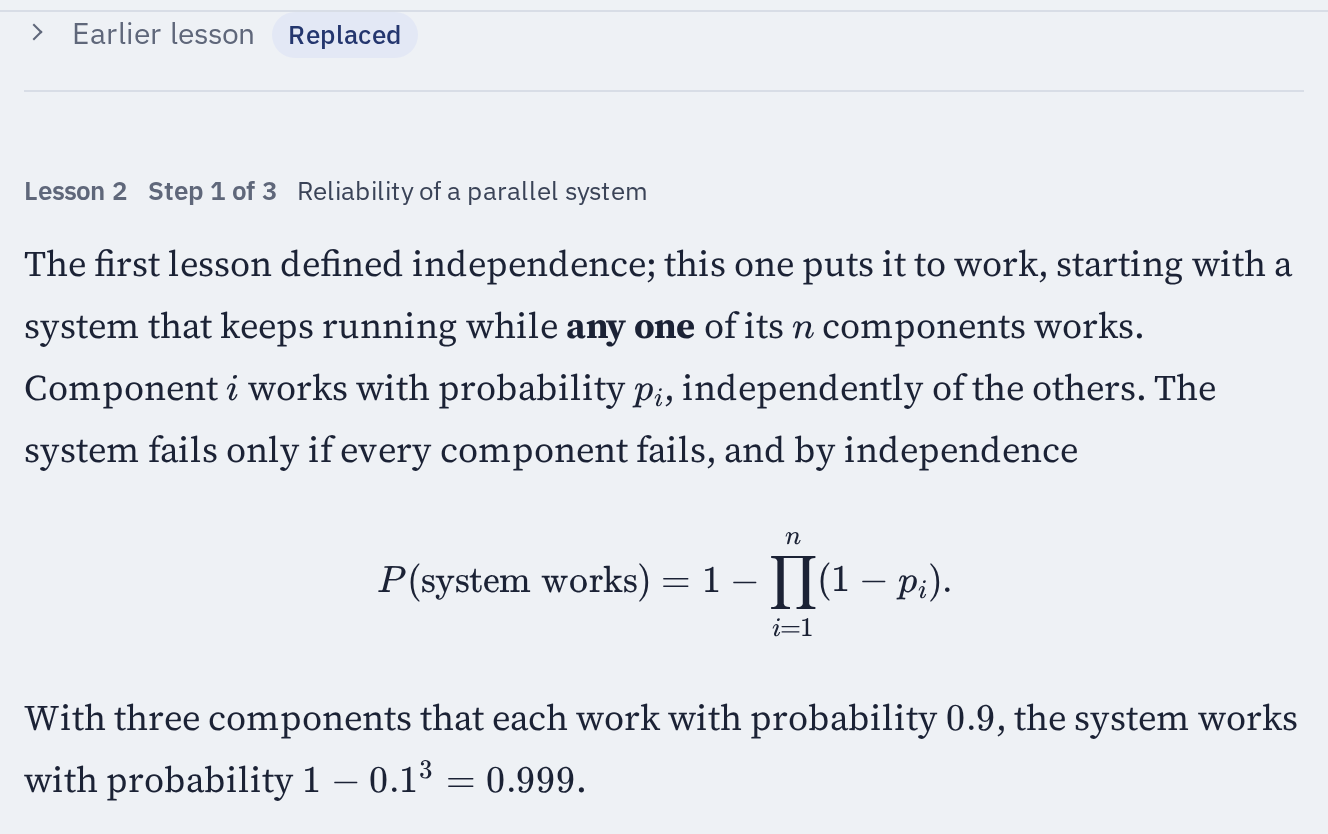 Earlier lesson Replaced
Lesson 2 Step 1 of 3 Reliability of a parallel system
The first lesson defined independence; this one puts it to work, starting with a
system that keeps running while any one of its n components works.
Component i works with probability pᵢ, independently of the others. The
system fails only if every component fails, and by independence
P(system works) = 1 − ∏ᵢ₌₁ⁿ (1 − pᵢ).
With three components that each work with probability 0.9, the system works
with probability 1 − 0.1³ = 0.999.